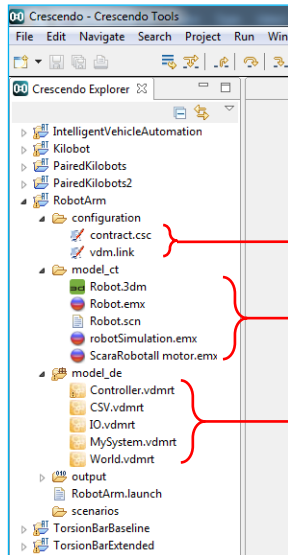 Crescendo - Crescendo Tools
File Edit Navigate Search Project Run Win
Crescendo Explorer
IntelligentVehicleAutomation
Kilobot
PairedKilobots
PairedKilobots2
RobotArm
configuration
contract.csc
vdm.link
model_ct
Robot.3dm
Robot.emx
Robot.scn
robotSimulation.emx
ScaraRobotall motor.emx
model_de
Controller.vdmrt
CSV.vdmrt
IO.vdmrt
MySystem.vdmrt
World.vdmrt
output
RobotArm.launch
scenarios
TorsionBarBaseline
TorsionBarExtended